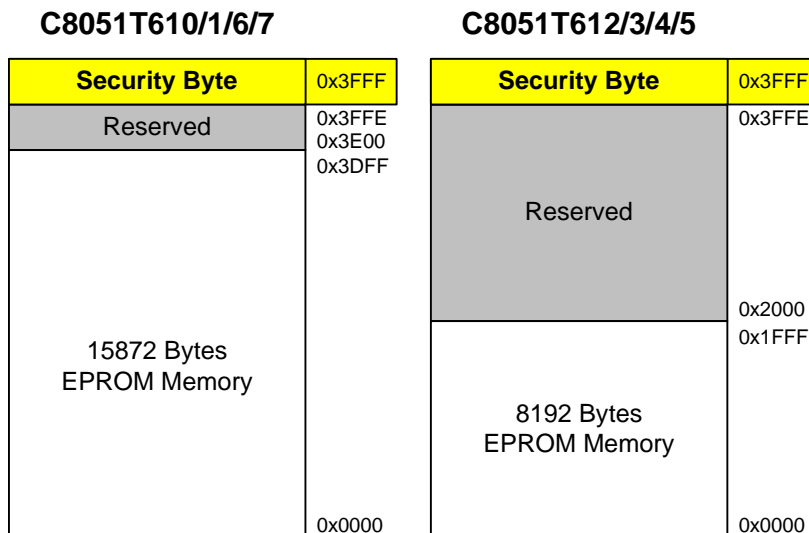 C8051T610/1/6/7
Security Byte
0x3FFF
Reserved
0x3FFE
0x3E00
0x3DFF
15872 Bytes
EPROM Memory
0x0000
C8051T612/3/4/5
Security Byte
0x3FFF
0x3FFE
Reserved
0x2000
0x1FFF
8192 Bytes
EPROM Memory
0x0000